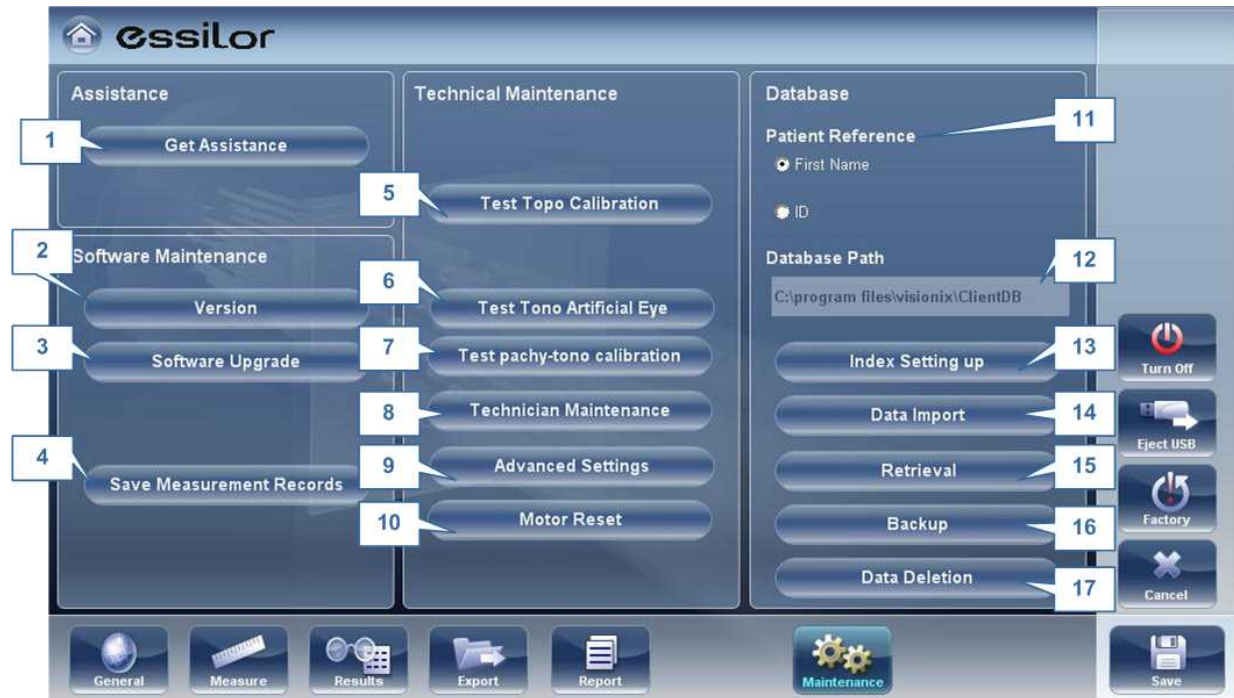 essilor
Assistance
1
Get Assistance
2
Software Maintenance
Version
3
Software Upgrade
4
Save Measurement Records
Technical Maintenance
5
Test Topo Calibration
6
Test Tono Artificial Eye
7
Test pachy-tono calibration
8
Technician Maintenance
9
Advanced Settings
10
Motor Reset
Database
11
Patient Reference
First Name
ID
Database Path
12
C:\program files\visionix\ClientDB
Index Setting up
13
Data Import
14
Retrieval
15
Backup
16
Data Deletion
17
Turn Off
Eject USB
Factory
Cancel
General
Measure
Results
Export
Report
Maintenance
Save